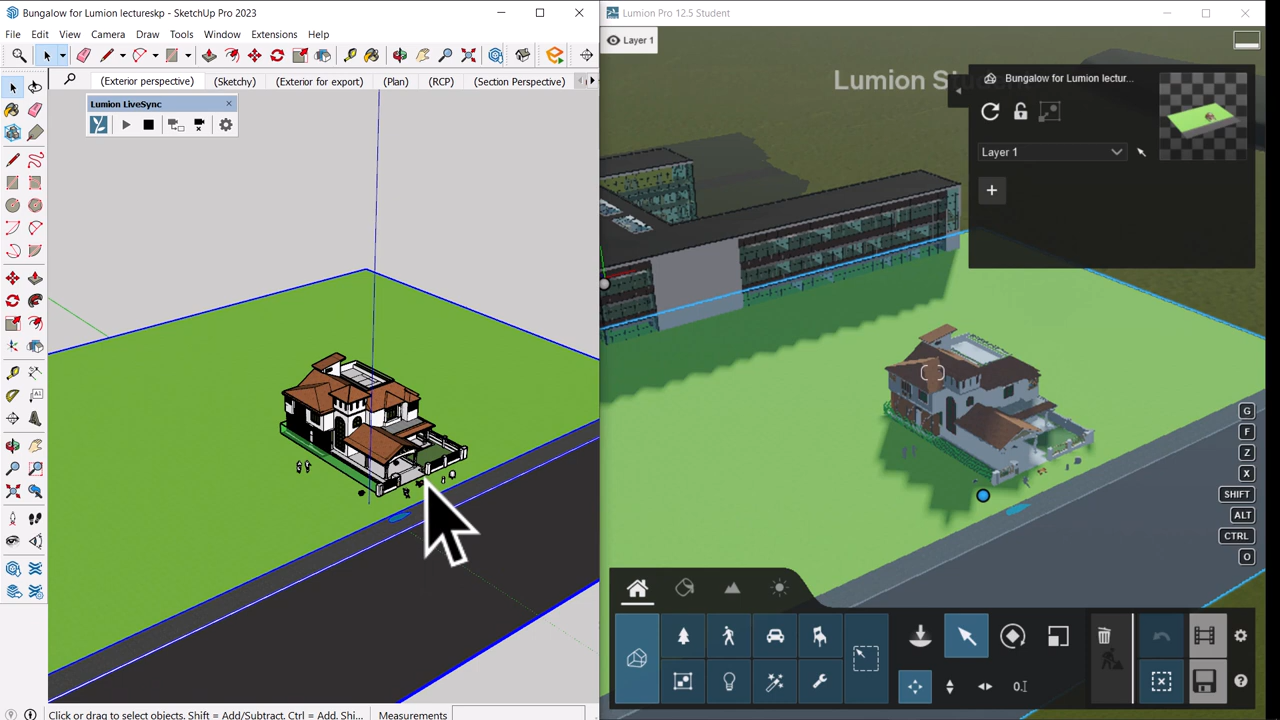 Bungalow for Lumion lectureskp - SketchUp Pro 2023
File Edit View Camera Draw Tools Window Extensions Help
(Exterior perspective) (Sketchy) (Exterior for export) (Plan) (RCP) (Section Perspective)
Lumion LiveSync
Click or drag to select objects. Shift = Add/Subtract. Ctrl = Add. Shi...
Measurements
Lumion Pro 12.5 Student
Layer 1
Lumion St
Bungalow for Lumion lectur...
Layer 1
G
F
Z
X
SHIFT
ALT
CTRL
O